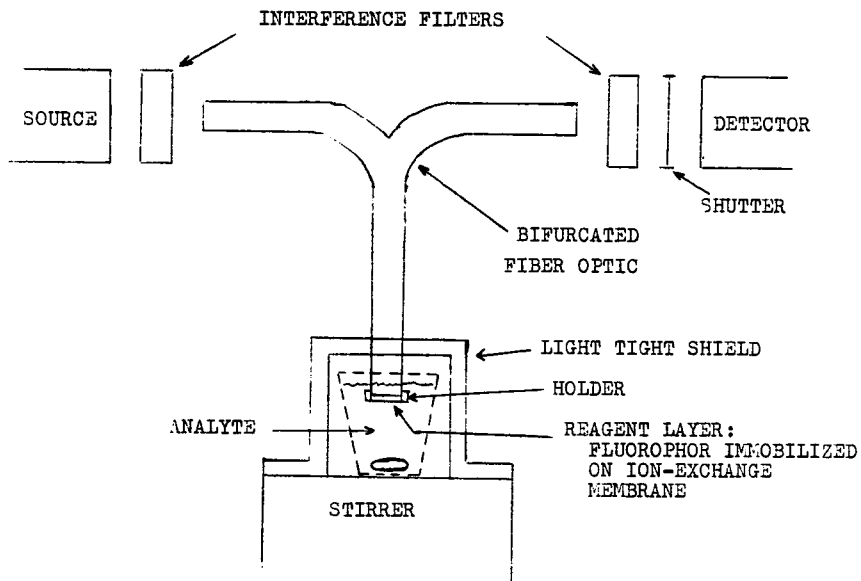 INTERFERENCE FILTERS
SOURCE
DETECTOR
SHUTTER
BIFURCATED
FIBER OPTIC
LIGHT TIGHT SHIELD
HOLDER
ANALYTE
REAGENT LAYER:
FLUOROPHOR IMMOBILIZED
ON ION-EXCHANGE
MEMBRANE
STIRRER